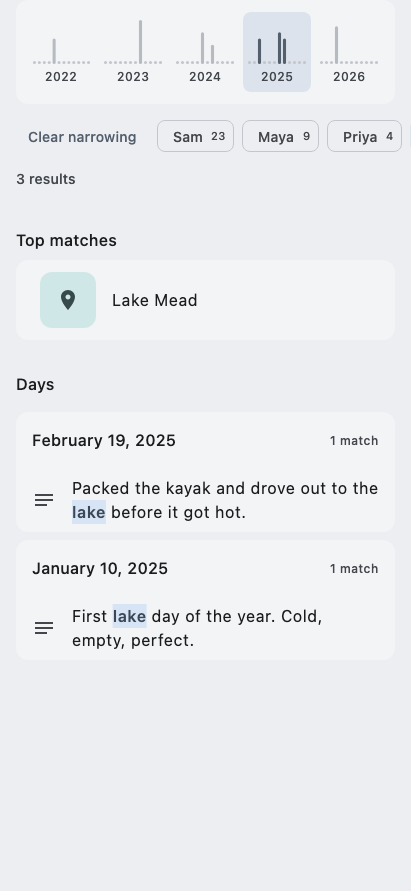 2022 2023 2024 2025 2026
Clear narrowing Sam 23 Maya 9 Priya 4
3 results
Top matches
Lake Mead
Days
February 19, 2025 1 match
Packed the kayak and drove out to the
lake before it got hot.
January 10, 2025 1 match
First lake day of the year. Cold,
empty, perfect.